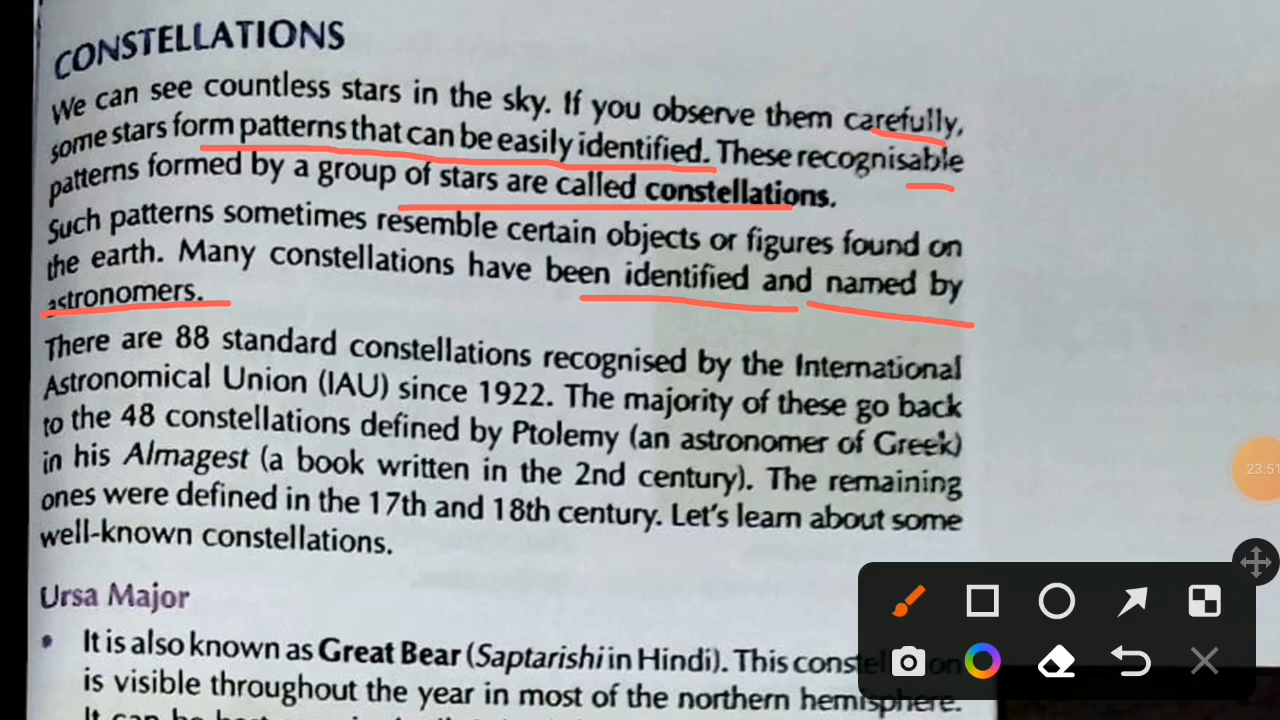 CONSTELLATIONS
We can see countless stars in the sky. If you observe them carefully,
some stars form patterns that can be easily identified. These recognisable
patterns formed by a group of stars are called constellations.
Such patterns sometimes resemble certain objects or figures found on
the earth. Many constellations have been identified and named by
astronomers.
There are 88 standard constellations recognised by the International
Astronomical Union (IAU) since 1922. The majority of these go back
to the 48 constellations defined by Ptolemy (an astronomer of Greek)
in his Almagest (a book written in the 2nd century). The remaining
ones were defined in the 17th and 18th century. Let's learn about some
well-known constellations.
Ursa Major
• It is also known as Great Bear (Saptarishi in Hindi). This constellation
is visible throughout the year in most of the northern hemisphere.
It can be best
23:51